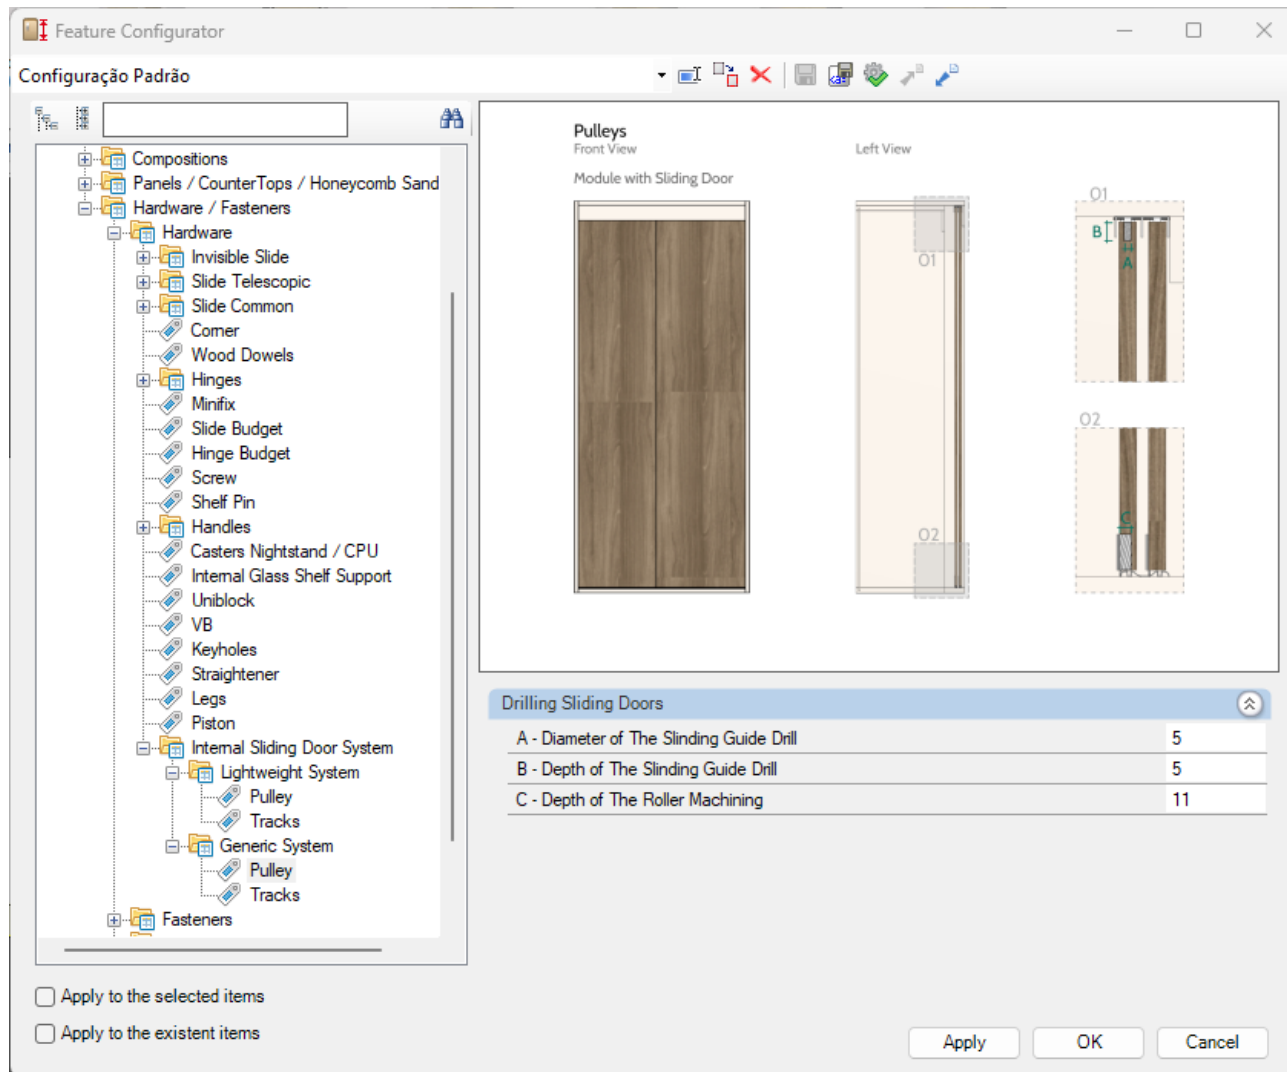 Feature Configurator
Configuração Padrão
Compositions
Panels / CounterTops / Honeycomb Sand
Hardware / Fasteners
Hardware
Invisible Slide
Slide Telescopic
Slide Common
Corner
Wood Dowels
Hinges
Minifix
Slide Budget
Hinge Budget
Screw
Shelf Pin
Handles
Casters Nightstand / CPU
Internal Glass Shelf Support
Uniblock
VB
Keyholes
Straightener
Legs
Piston
Internal Sliding Door System
Lightweight System
Pulley
Tracks
Generic System
Pulley
Tracks
Fasteners
Apply to the selected items
Apply to the existent items
Pulleys
Front View
Left View
Module with Sliding Door
01
02
01
B
A
02
C
Drilling Sliding Doors
A - Diameter of The Slinding Guide Drill 5
B - Depth of The Slinding Guide Drill 5
C - Depth of The Roller Machining 11
Apply
OK
Cancel